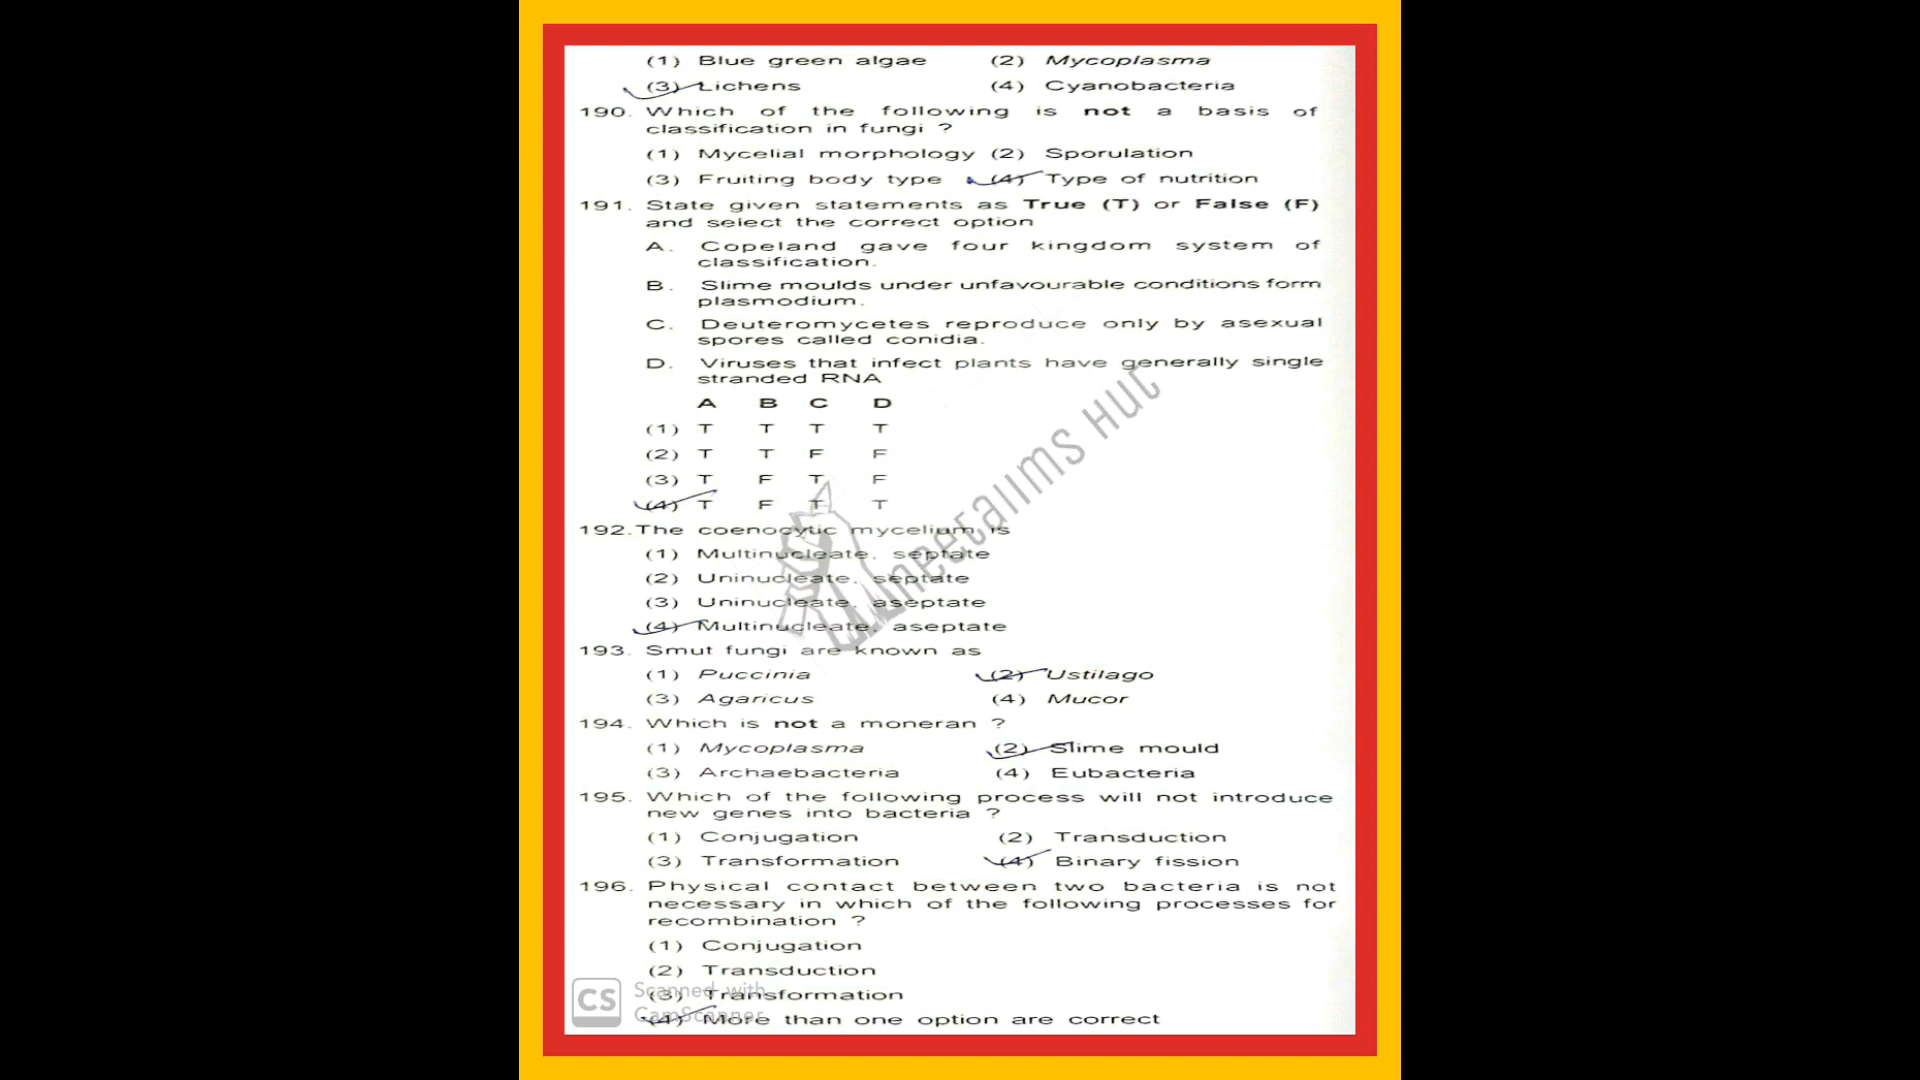 (1) Blue green algae (2) Mycoplasma
(3) Lichens (4) Cyanobacteria
190. Which of the following is not a basis of
classification in fungi ?
(1) Mycelial morphology (2) Sporulation
(3) Fruiting body type (4) Type of nutrition
191. State given statements as True (T) or False (F)
and select the correct option
A. Copeland gave four kingdom system of
classification.
B. Slime moulds under unfavourable conditions form
plasmodium.
C. Deuteromycetes reproduce only by asexual
spores called conidia.
D. Viruses that infect plants have generally single
stranded RNA
A B C D
(1) T T T T
(2) T T F F
(3) T F T F
(4) T F T T
192. The coenocytic mycelium is
(1) Multinucleate, septate
(2) Uninucleate, septate
(3) Uninucleate, aseptate
(4) Multinucleate, aseptate
193. Smut fungi are known as
(1) Puccinia (2) Ustilago
(3) Agaricus (4) Mucor
194. Which is not a moneran ?
(1) Mycoplasma (2) Slime mould
(3) Archaebacteria (4) Eubacteria
195. Which of the following process will not introduce
new genes into bacteria ?
(1) Conjugation (2) Transduction
(3) Transformation (4) Binary fission
196. Physical contact between two bacteria is not
necessary in which of the following processes for
recombination ?
(1) Conjugation
(2) Transduction
(3) Transformation
(4) More than one option are correct
neetaiims Hut
CS Scanned with
CamScanner